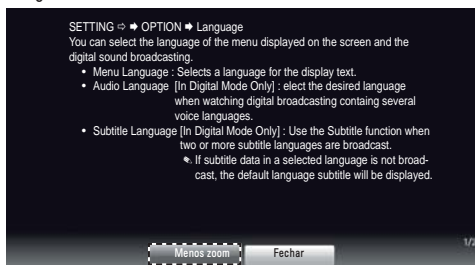 SETTING ⇨ ➡ OPTION ➡ Language
You can select the language of the menu displayed on the screen and the
digital sound broadcasting.
• Menu Language : Selects a language for the display text.
• Audio Language [In Digital Mode Only] : elect the desired language
when watching digital broadcasting containg several
voice languages.
• Subtitle Language [In Digital Mode Only] : Use the Subtitle function when
two or more subtitle languages are broadcast.
✎ If subtitle data in a selected language is not broad-
cast, the default language subtitle will be displayed.
1/2
Menos zoom Fechar